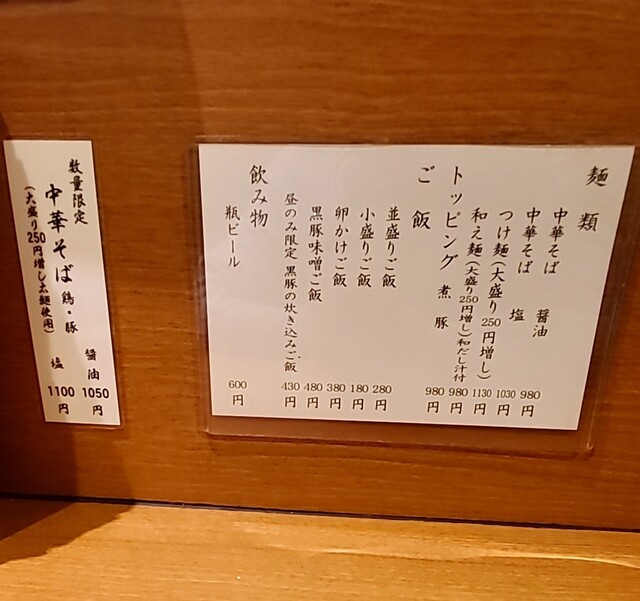 麺類
中華そば 醤油 980円
中華そば 塩 1030円
つけ麺(大盛り250円増し) 1130円
和え麺(大盛り250円増し)和だし汁付 980円
トッピング
煮豚 980円
ご飯
並盛りご飯 280円
小盛りご飯 180円
卵かけご飯 380円
黒豚味噌ご飯 480円
昼のみ限定 黒豚の炊き込みご飯 430円
飲み物
瓶ビール 600円
数量限定
中華そば 鶏・豚
醤油 1050円
塩 1100円
(大盛り250円増し太麺使用)